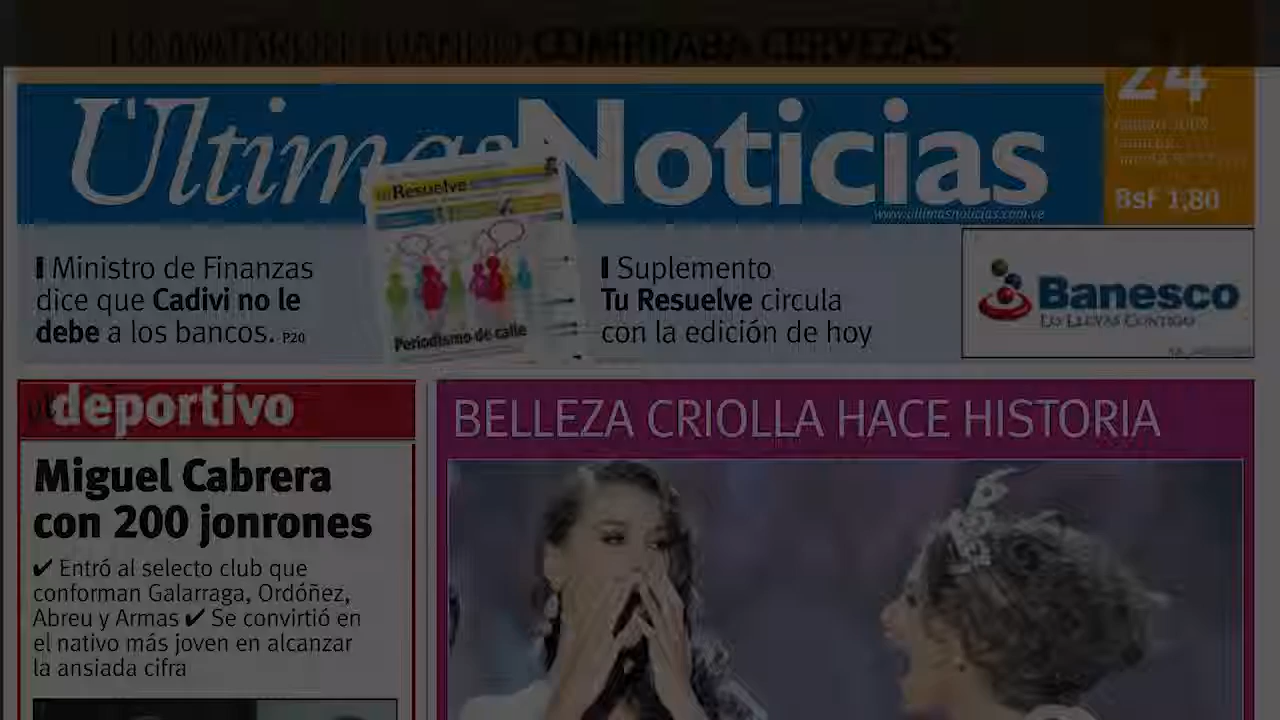 COMPRABA CERVEZAS
24
Últimas Noticias
BsF 1,80
www.ultimasnoticias.com.ve
Tu Resuelve
Periodismo de calle
Ministro de Finanzas
dice que Cadivi no le
debe a los bancos. P20
Suplemento
Tu Resuelve circula
con la edición de hoy
Banesco
deportivo
Miguel Cabrera
con 200 jonrones
✔ Entró al selecto club que
conforman Galarraga, Ordóñez,
Abreu y Armas ✔ Se convirtió en
el nativo más joven en alcanzar
la ansiada cifra
BELLEZA CRIOLLA HACE HISTORIA